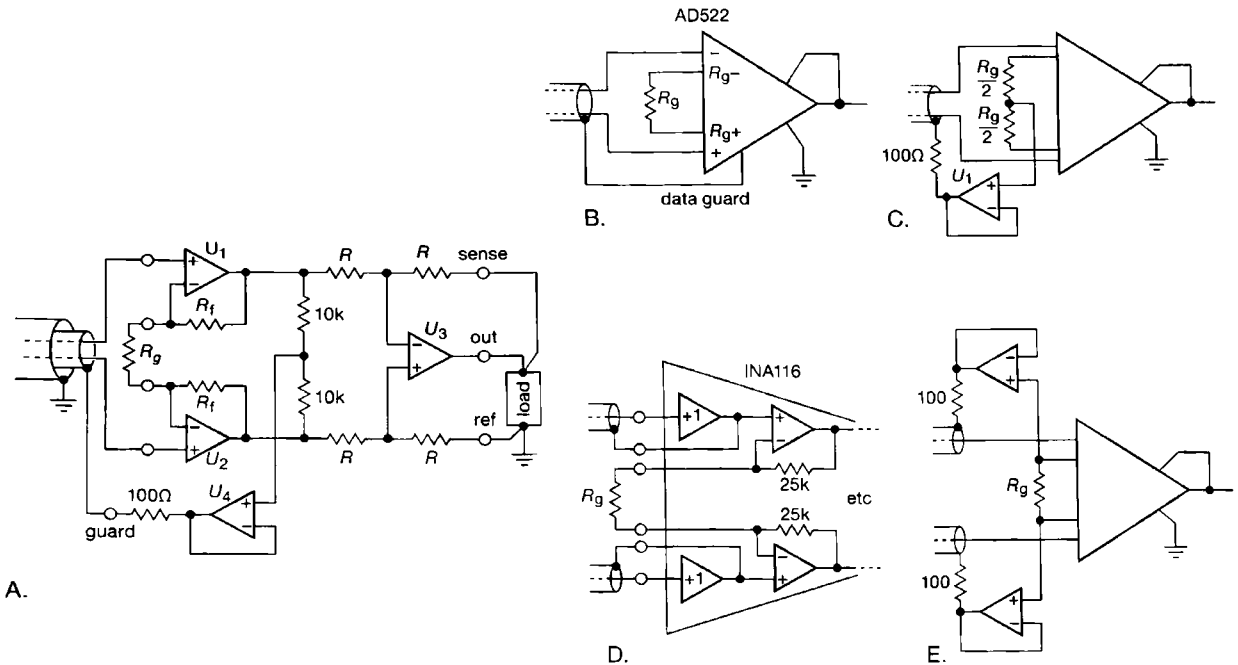 A.
U1
+
−
Rf
Rg
Rf
−
+
U2
10k
10k
R
R
sense
U3
−
+
out
load
ref
R
R
100Ω
U4
+
−
guard
B.
AD522
−
Rg−
Rg
Rg+
+
data guard
C.
Rg
2
Rg
2
100Ω
U1
+
−
D.
INA116
+1
+
−
25k
Rg
etc
25k
−
+
+1
E.
−
+
100
Rg
100
+
−